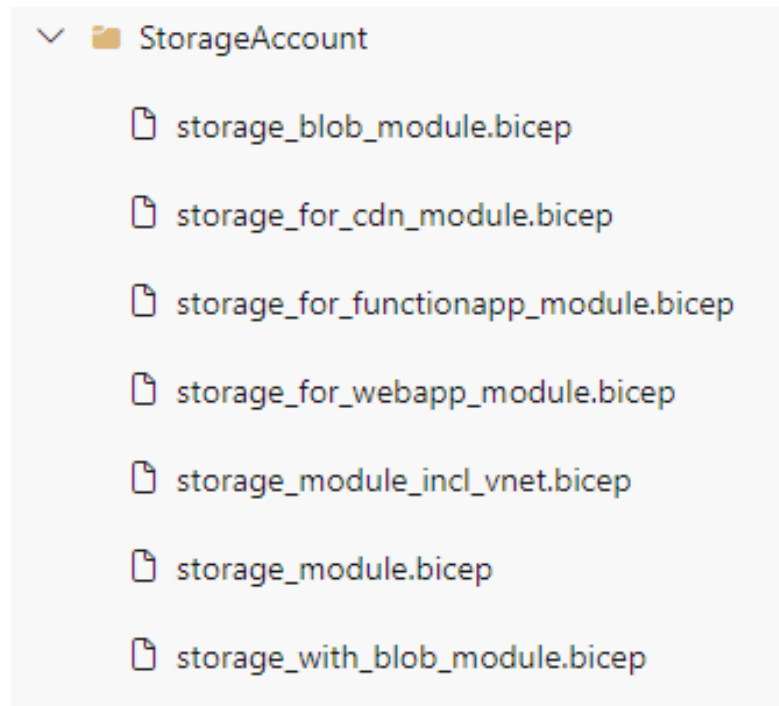 StorageAccount
storage_blob_module.bicep
storage_for_cdn_module.bicep
storage_for_functionapp_module.bicep
storage_for_webapp_module.bicep
storage_module_incl_vnet.bicep
storage_module.bicep
storage_with_blob_module.bicep